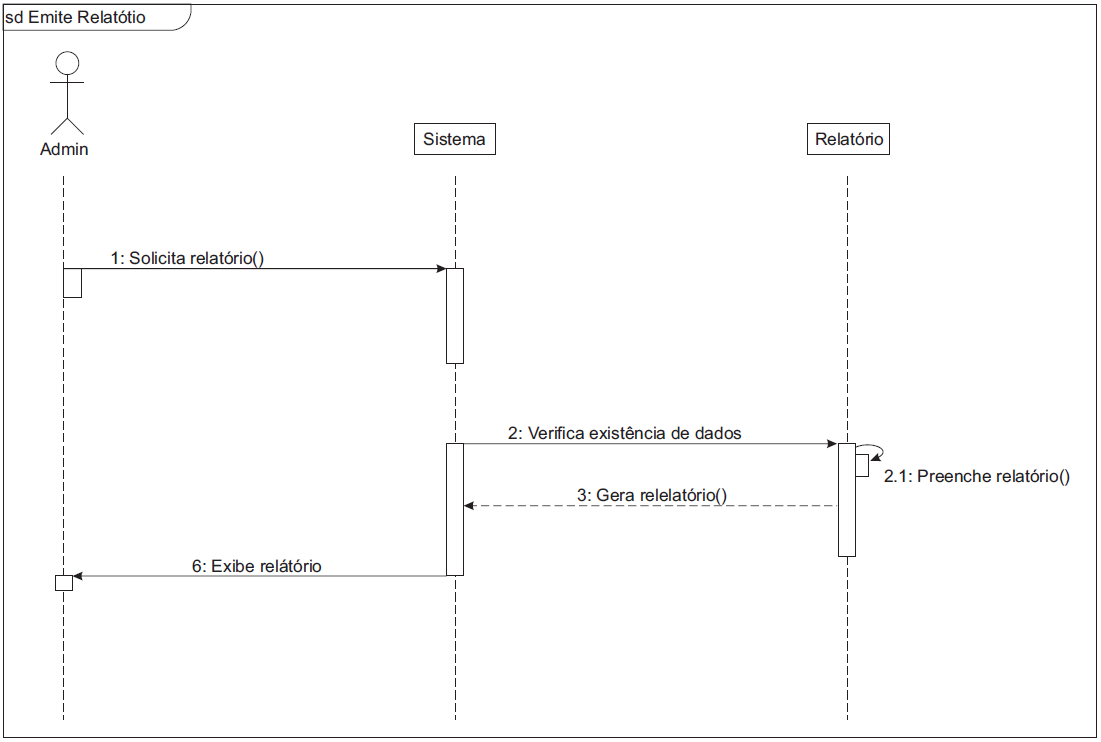 sd Emite Relatótio
Admin
Sistema
Relatório
1: Solicita relatório()
2: Verifica existência de dados
2.1: Preenche relatório()
3: Gera relelatório()
6: Exibe relátório